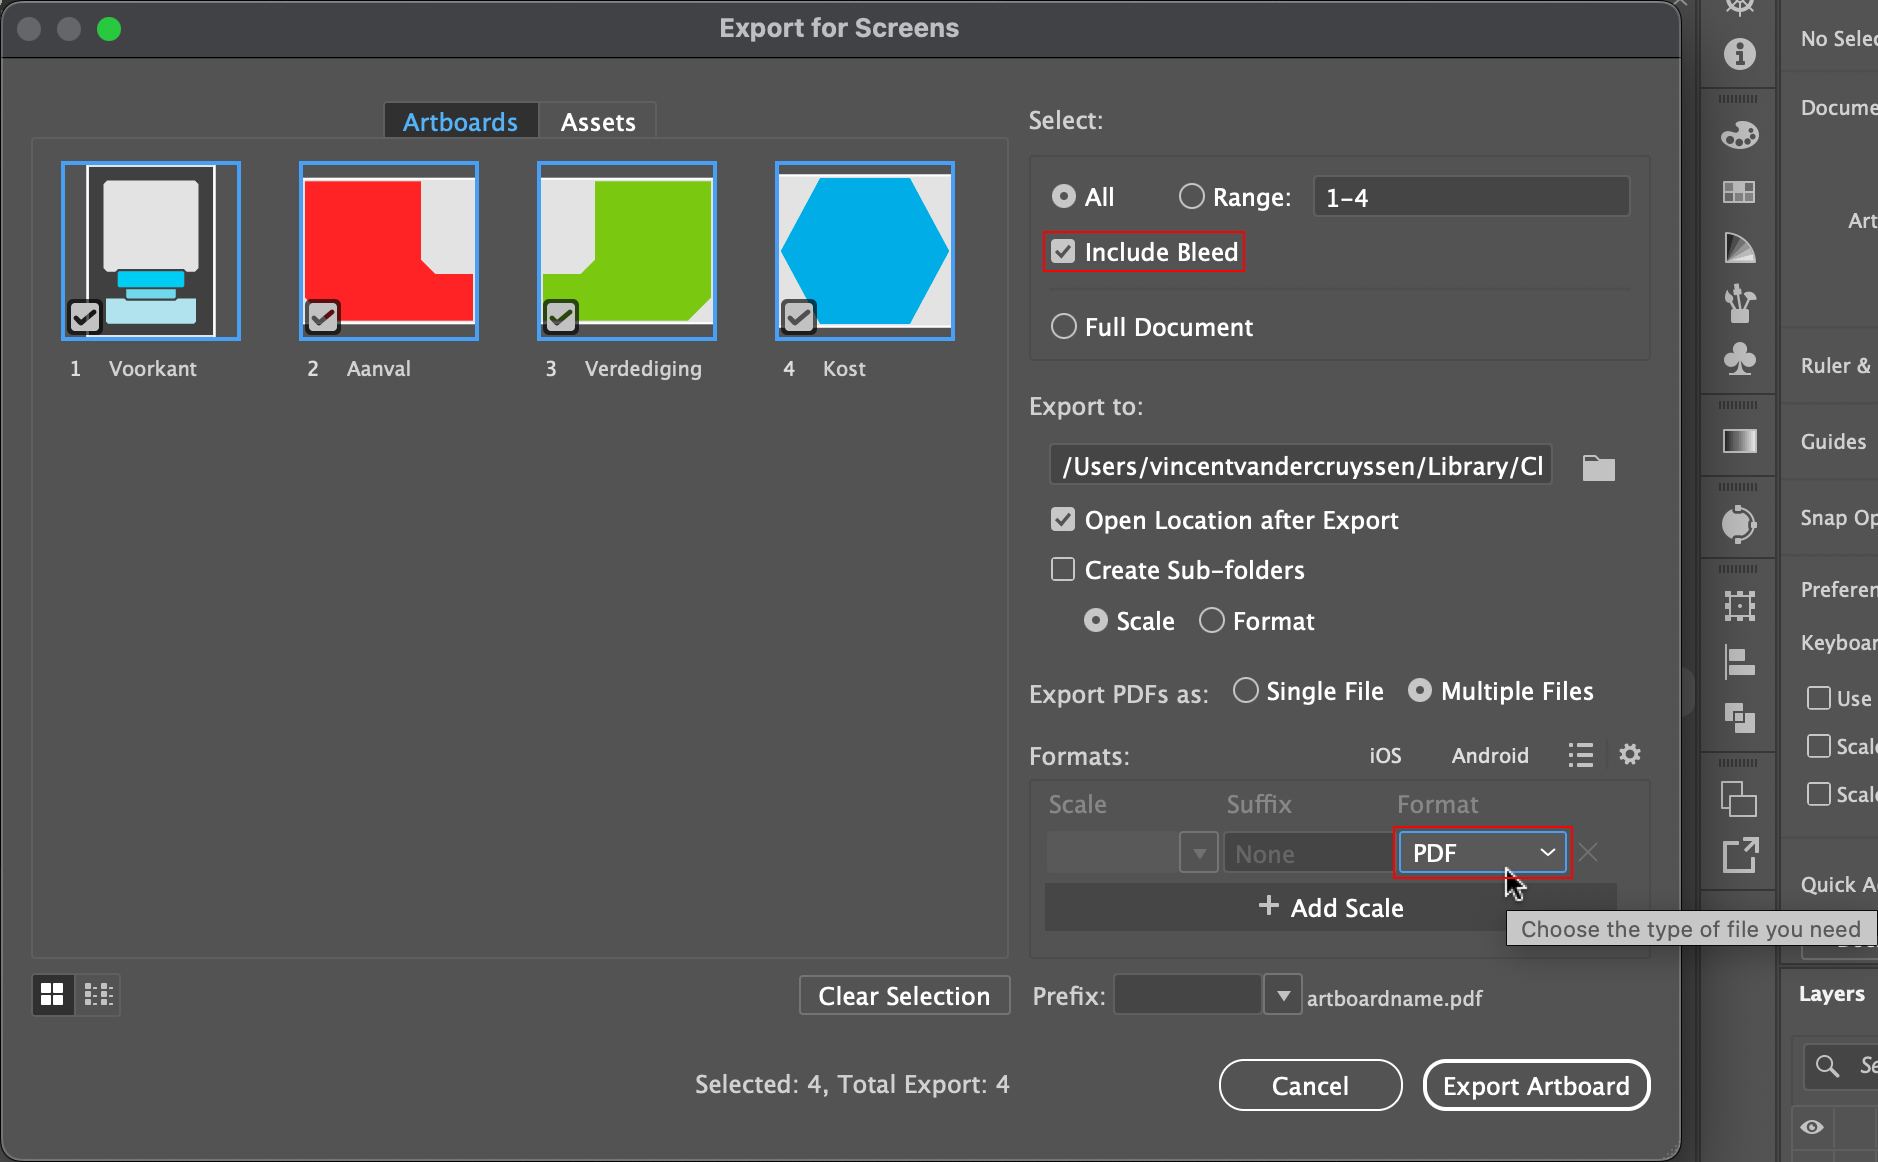 Export for Screens
Artboards
Assets
1 Voorkant
2 Aanval
3 Verdediging
4 Kost
Clear Selection
Selected: 4, Total Export: 4
Select:
All
Range:
1-4
Include Bleed
Full Document
Export to:
/Users/vincentvandercruyssen/Library/Cl
Open Location after Export
Create Sub-folders
Scale
Format
Export PDFs as:
Single File
Multiple Files
Formats:
iOS
Android
Scale
Suffix
Format
None
PDF
+ Add Scale
Choose the type of file you need
Prefix:
artboardname.pdf
Cancel
Export Artboard
No Selec
Docume
Art
Ruler &
Guides
Snap Op
Preferen
Keyboar
Use
Scale
Scale
Quick A
Layers
Se